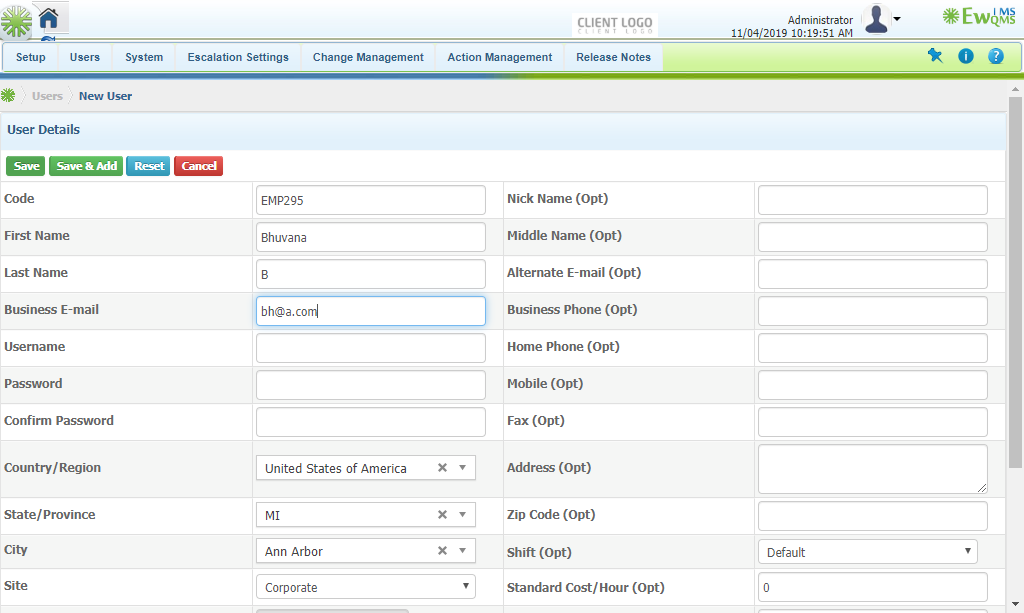 CLIENT LOGO
CLIENT LOGO
Administrator
11/04/2019 10:19:51 AM
EwIMS
QMS
Setup Users System Escalation Settings Change Management Action Management Release Notes
Users New User
User Details
Save Save & Add Reset Cancel
Code EMP295 Nick Name (Opt)
First Name Bhuvana Middle Name (Opt)
Last Name B Alternate E-mail (Opt)
Business E-mail bh@a.com Business Phone (Opt)
Username Home Phone (Opt)
Password Mobile (Opt)
Confirm Password Fax (Opt)
Country/Region United States of America Address (Opt)
State/Province MI Zip Code (Opt)
City Ann Arbor Shift (Opt) Default
Site Corporate Standard Cost/Hour (Opt) 0